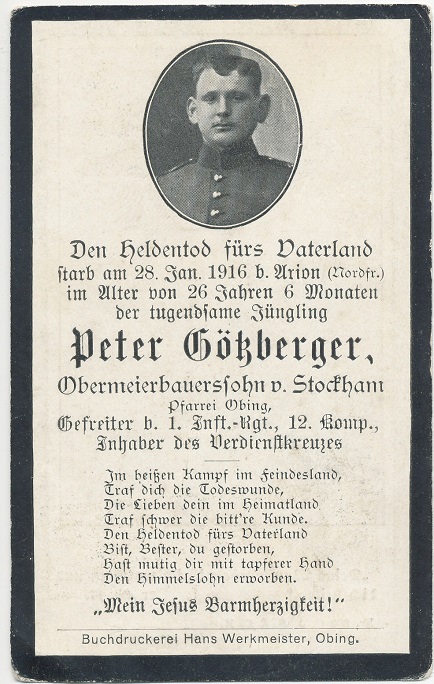 Den Heldentod fürs Vaterland
starb am 28. Jan. 1916 b. Arion (Nordfr.)
im Alter von 26 Jahren 6 Monaten
der tugendsame Jüngling
Peter Götzberger,
Obermeierbauerssohn v. Stockham
Pfarrei Obing,
Gefreiter b. 1. Inft.-Rgt., 12. Komp.,
Inhaber des Verdienstkreuzes
Im heißen Kampf im Feindesland,
Traf dich die Todeswunde,
Die Lieben dein im Heimatland
Traf schwer die bitt're Kunde.
Den Heldentod fürs Vaterland
Bist, Bester, du gestorben,
Hast mutig dir mit tapferer Hand
Den Himmelslohn erworben.
„Mein Jesus Barmherzigkeit!"
Buchdruckerei Hans Werkmeister, Obing.